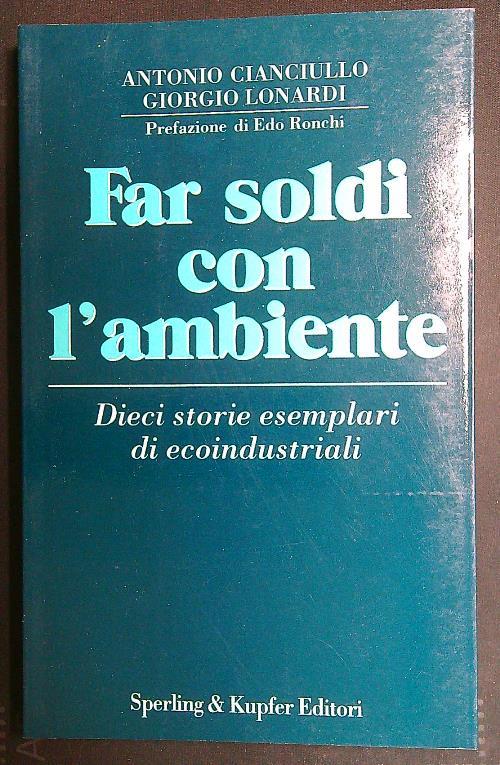 ANTONIO CIANCIULLO
GIORGIO LONARDI
Prefazione di Edo Ronchi
Far soldi
con
l'ambiente
Dieci storie esemplari
di ecoindustriali
Sperling & Kupfer Editori